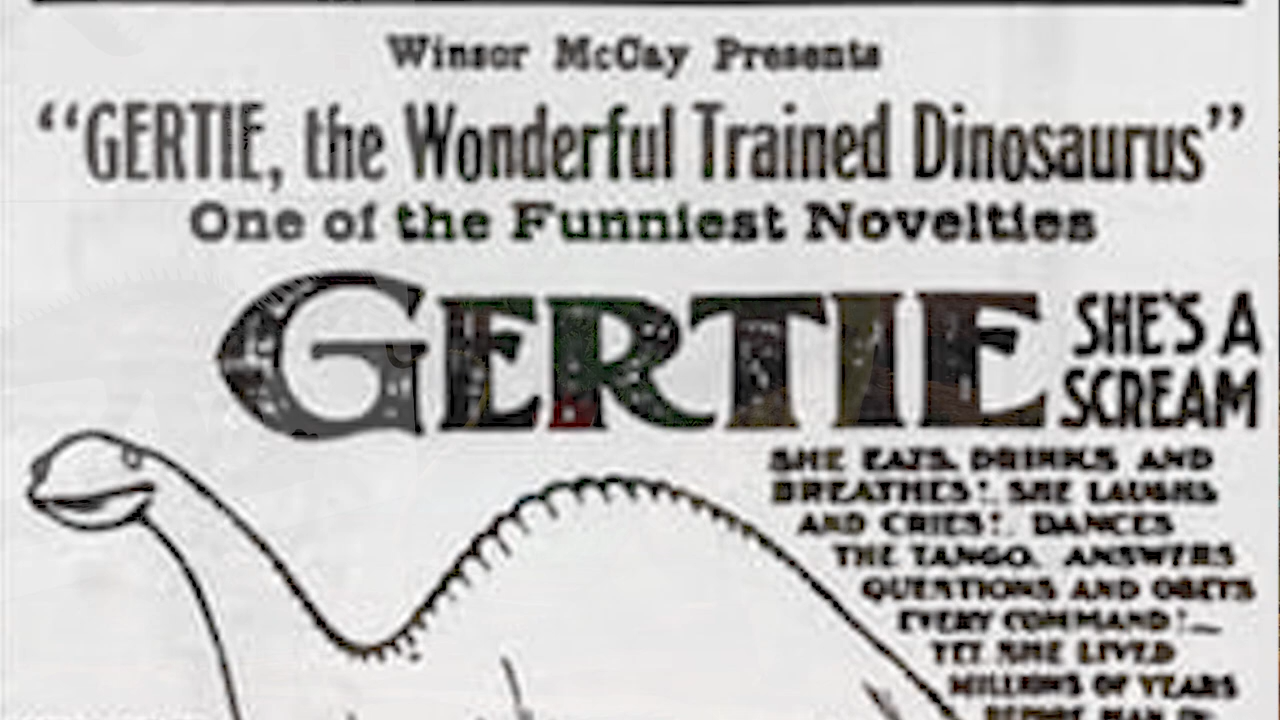 Winsor McCay Presents
“GERTIE, the Wonderful Trained Dinosaurus”
One of the Funniest Novelties
GERTIE
SHE'S A
SCREAM
SHE EATS, DRINKS AND
BREATHES! SHE LAUGHS
AND CRIES! DANCES
THE TANGO, ANSWERS
QUESTIONS AND OBEYS
EVERY COMMAND!—
YET SHE LIVED
MILLIONS OF YEARS
BEFORE MAN